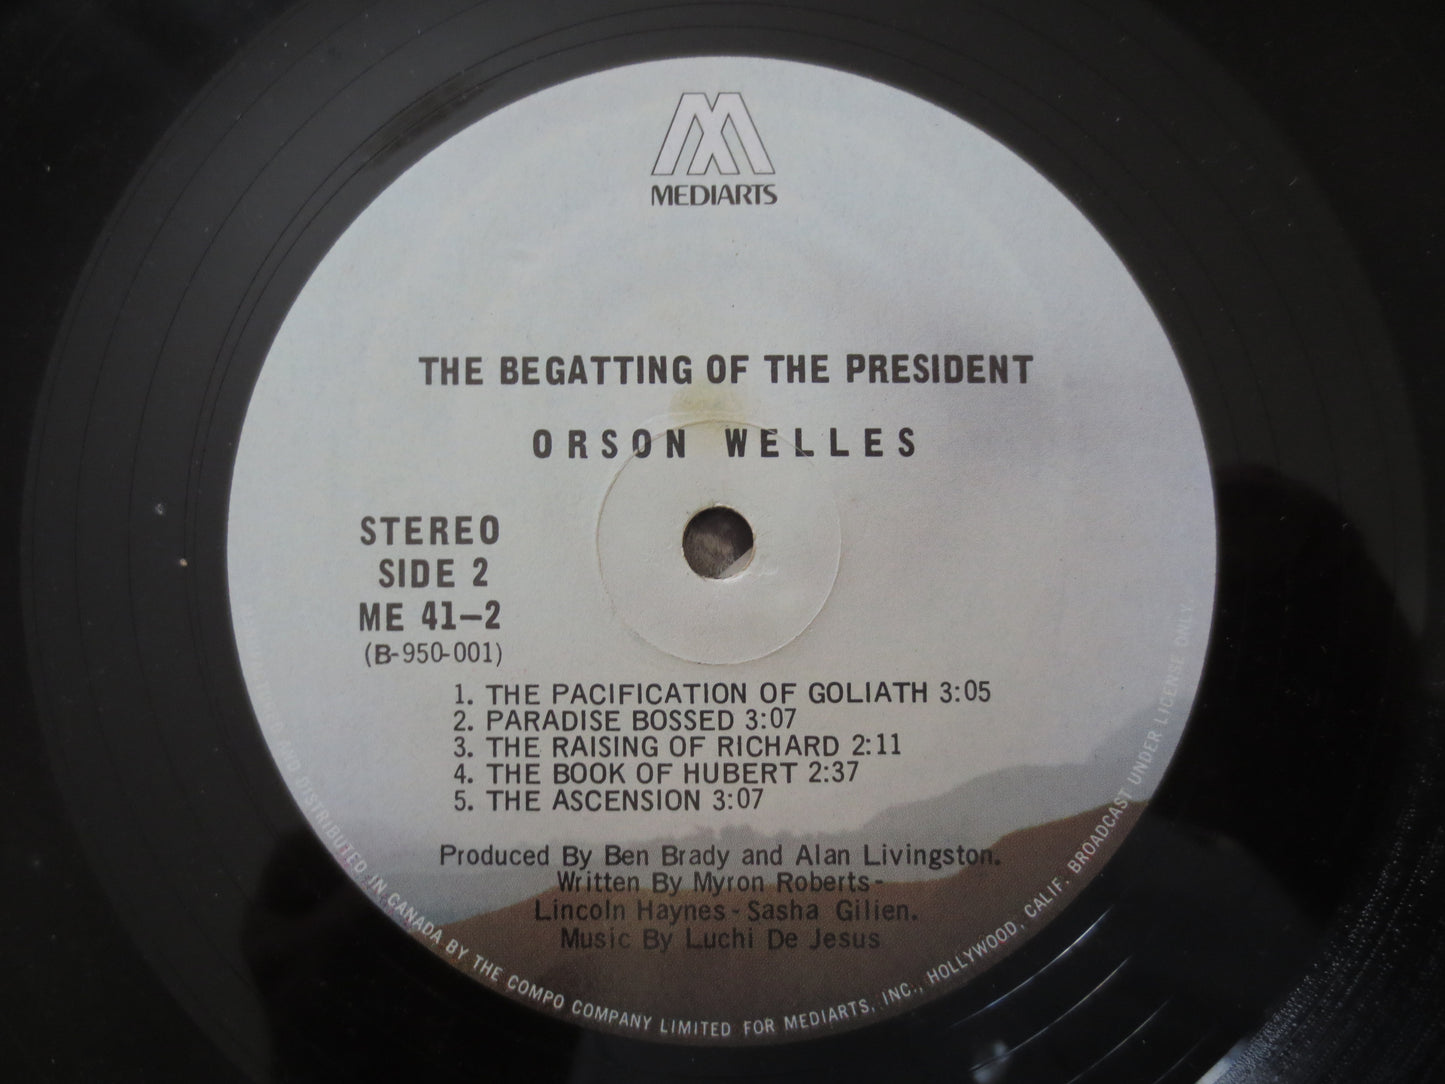 MEDIARTS
THE BEGATTING OF THE PRESIDENT
ORSON WELLES
STEREO
SIDE 2
ME 41-2
(B-950-001)
1. THE PACIFICATION OF GOLIATH 3:05
2. PARADISE BOSSED 3:07
3. THE RAISING OF RICHARD 2:11
4. THE BOOK OF HUBERT 2:37
5. THE ASCENSION 3:07
Produced By Ben Brady and Alan Livingston.
Written By Myron Roberts-
Lincoln Haynes-Sasha Gilien.
Music By Luchi De Jesus
MANUFACTURED AND DISTRIBUTED IN CANADA BY THE COMPO COMPANY LIMITED FOR MEDIARTS, INC., HOLLYWOOD, CALIF. BROADCAST UNDER LICENSE ONLY.